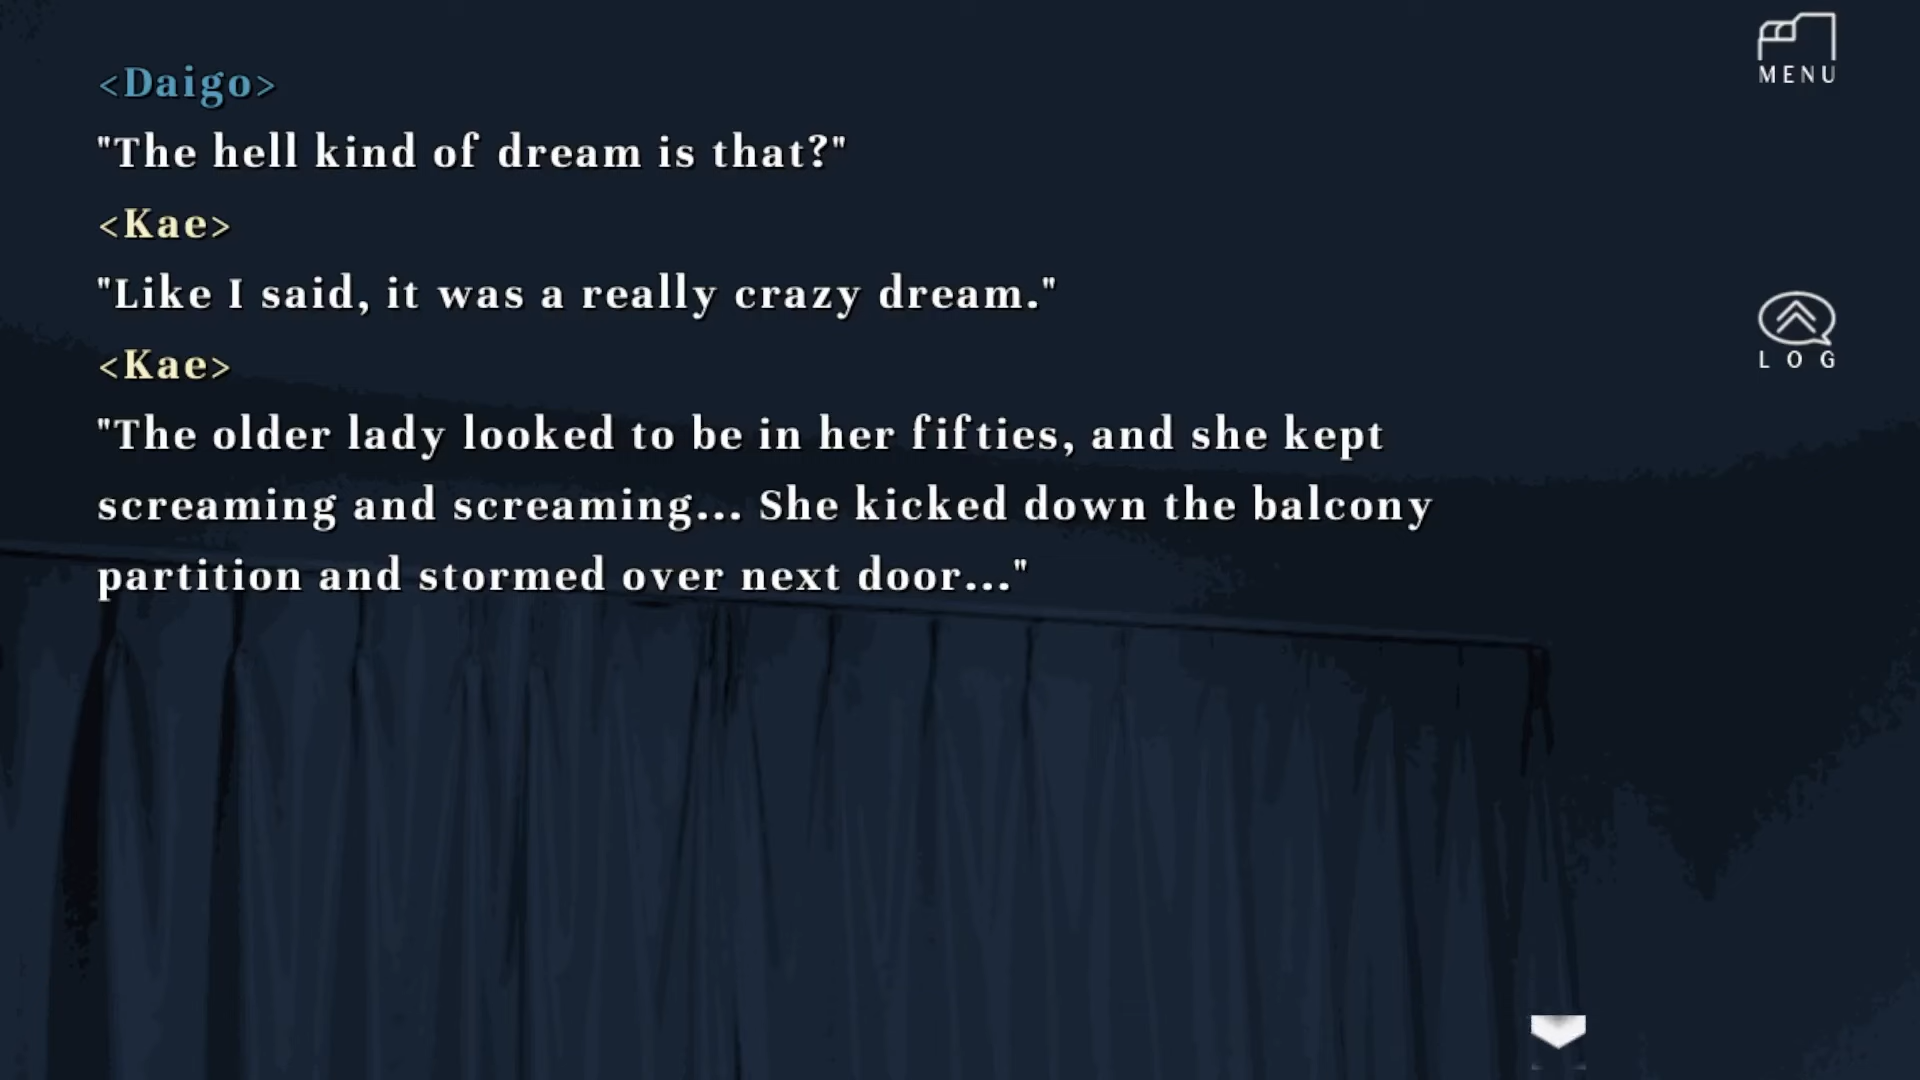 MENU
<Daigo>
"The hell kind of dream is that?"
<Kae>
"Like I said, it was a really crazy dream."
LOG
<Kae>
"The older lady looked to be in her fifties, and she kept
screaming and screaming... She kicked down the balcony
partition and stormed over next door..."